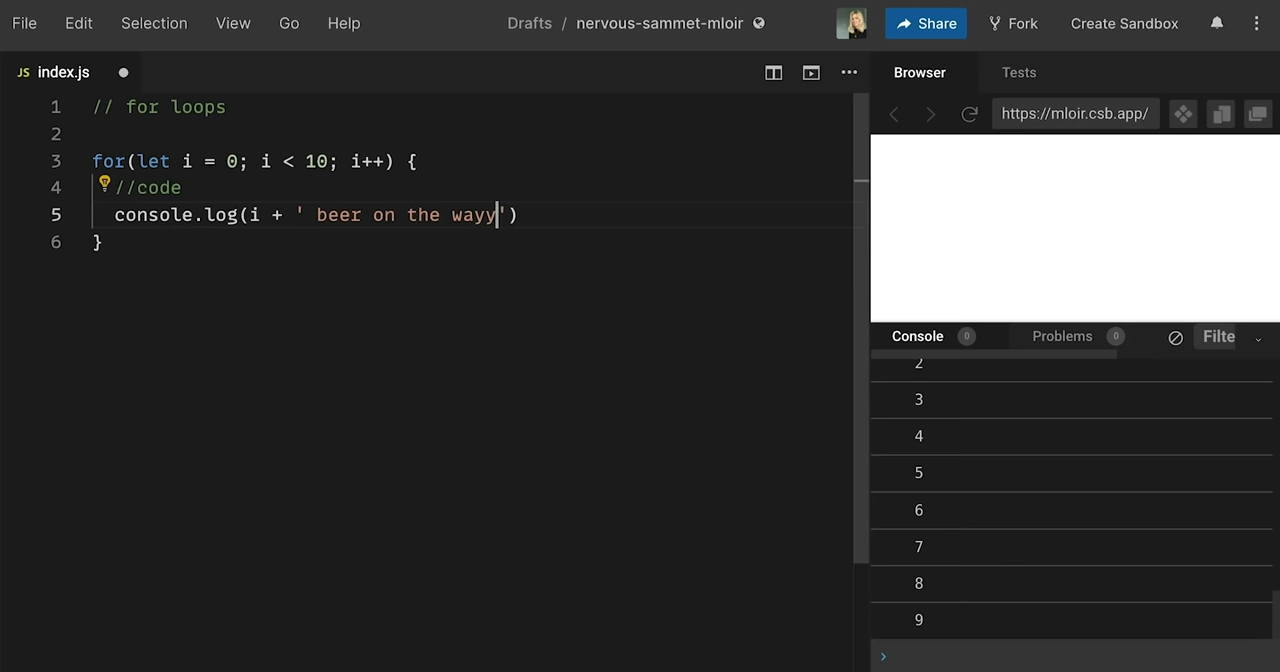 File Edit Selection View Go Help Drafts / nervous-sammet-mloir Share Fork Create Sandbox
JS index.js Browser Tests
https://mloir.csb.app/
1 // for loops
2
3 for(let i = 0; i < 10; i++) {
4 //code
5 console.log(i + ' beer on the wayy')
6 }
Console 0 Problems 0 Filte
2
3
4
5
6
7
8
9